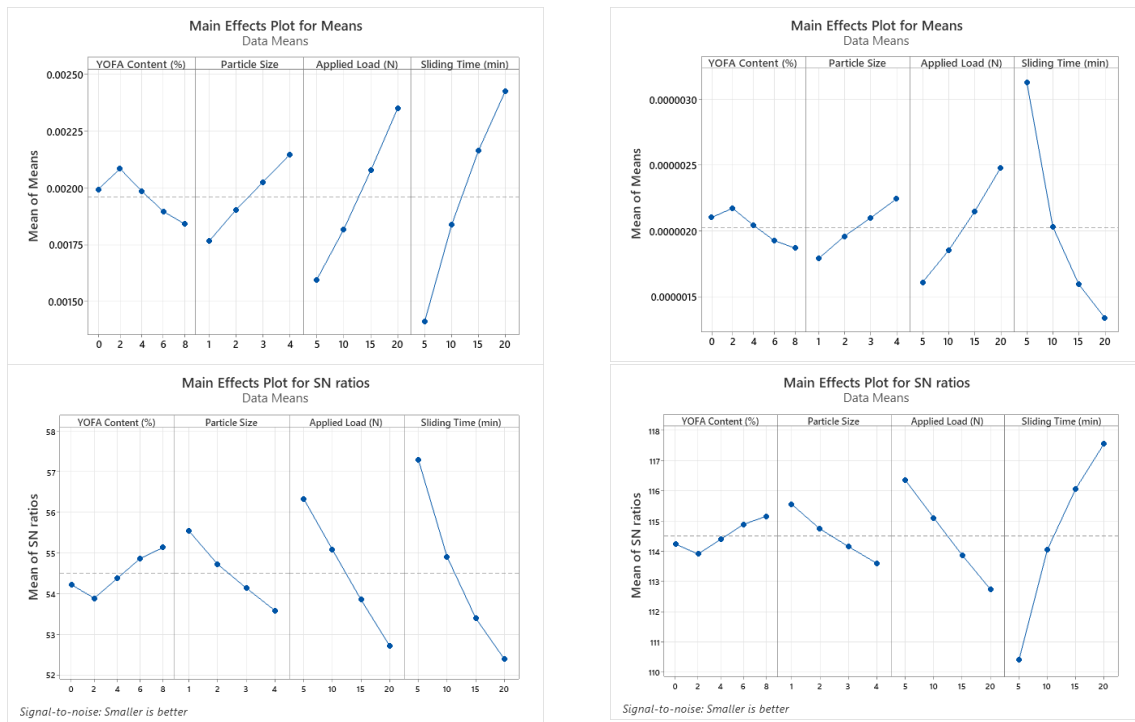 Main Effects Plot for Means
Data Means
YOFA Content (%) Particle Size Applied Load (N) Sliding Time (min)
0.00250
0.00225
0.00200
0.00175
0.00150
Mean of Means
0 2 4 6 8 1 2 3 4 5 10 15 20 5 10 15 20
Main Effects Plot for Means
Data Means
YOFA Content (%) Particle Size Applied Load (N) Sliding Time (min)
0.0000030
0.0000025
0.0000020
0.0000015
Mean of Means
0 2 4 6 8 1 2 3 4 5 10 15 20 5 10 15 20
Main Effects Plot for SN ratios
Data Means
YOFA Content (%) Particle Size Applied Load (N) Sliding Time (min)
58
57
56
55
54
53
52
Mean of SN ratios
0 2 4 6 8 1 2 3 4 5 10 15 20 5 10 15 20
Signal-to-noise: Smaller is better
Main Effects Plot for SN ratios
Data Means
YOFA Content (%) Particle Size Applied Load (N) Sliding Time (min)
118
117
116
115
114
113
112
111
110
Mean of SN ratios
0 2 4 6 8 1 2 3 4 5 10 15 20 5 10 15 20
Signal-to-noise: Smaller is better